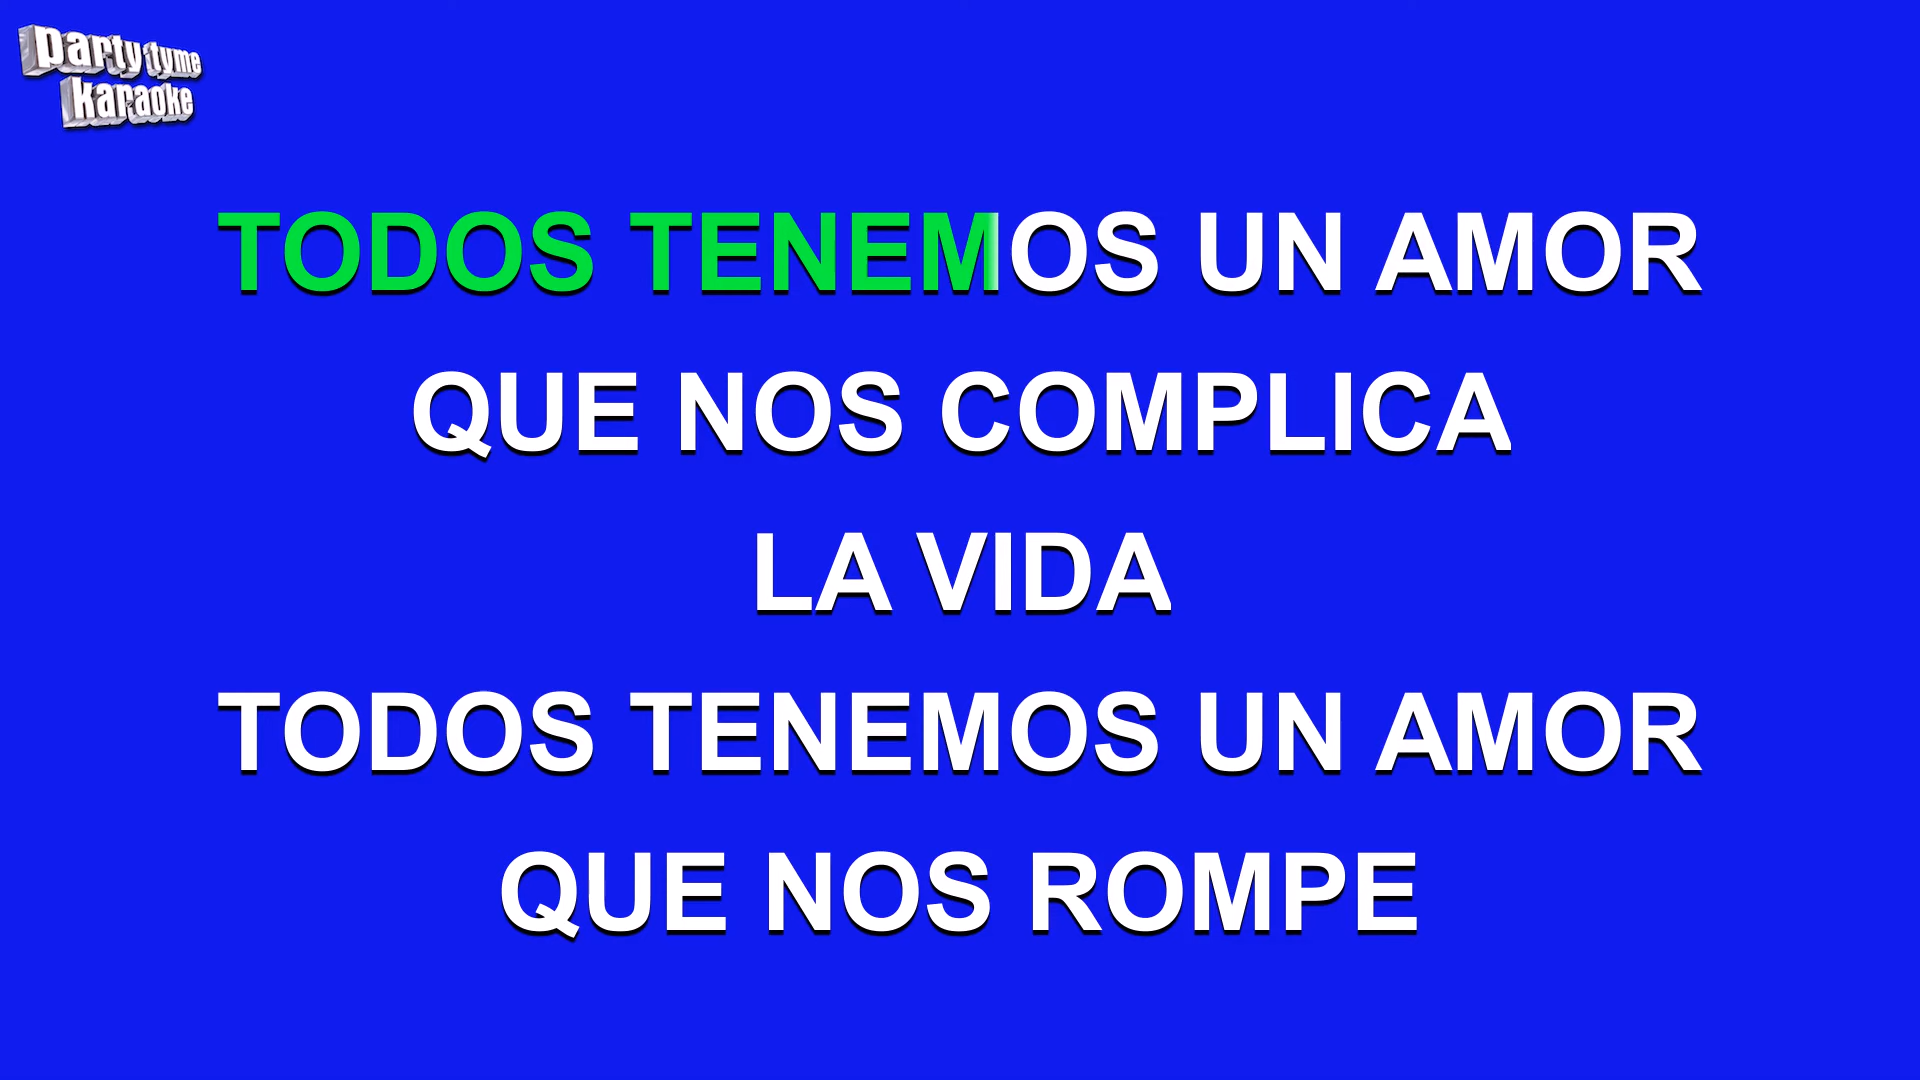 party tyme
karaoke
TODOS TENEMOS UN AMOR
QUE NOS COMPLICA
LA VIDA
TODOS TENEMOS UN AMOR
QUE NOS ROMPE